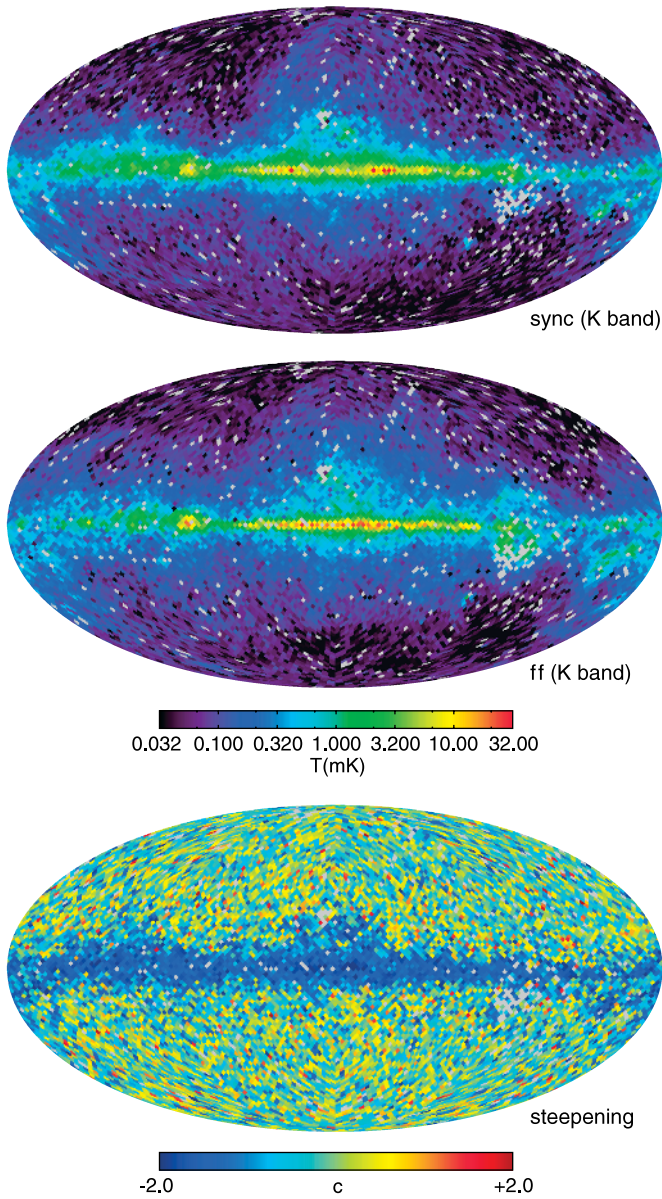 sync (K band)
ff (K band)
0.032 0.100 0.320 1.000 3.200 10.00 32.00
T(mK)
steepening
-2.0 c +2.0